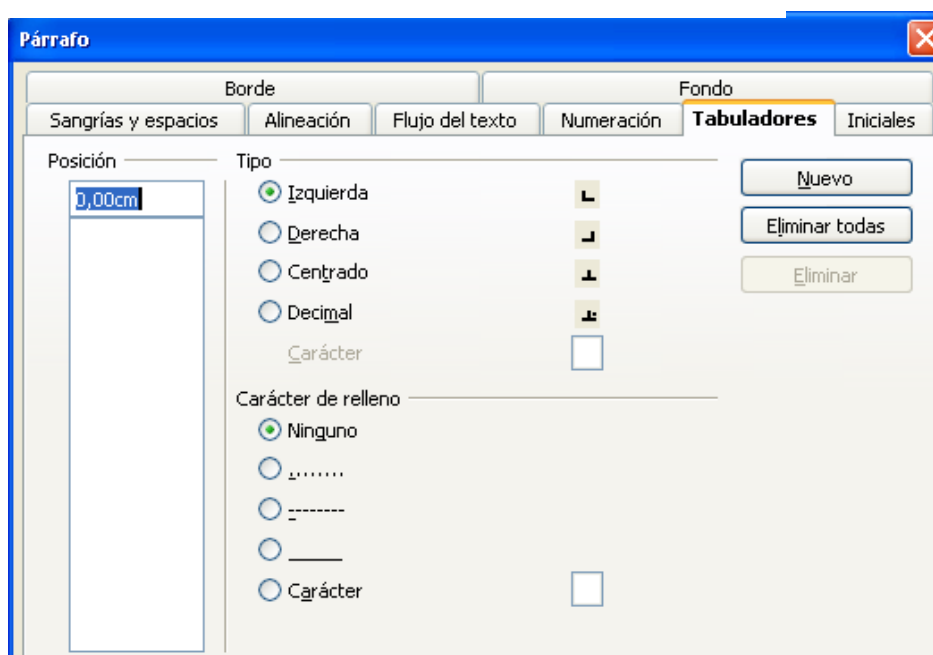 Párrafo
Borde Fondo
Sangrías y espacios Alineación Flujo del texto Numeración Tabuladores Iniciales
Posición Tipo
0,00cm Izquierda Nuevo
Derecha Eliminar todas
Centrado Eliminar
Decimal
Carácter
Carácter de relleno
Ninguno
........
--------
______
Carácter